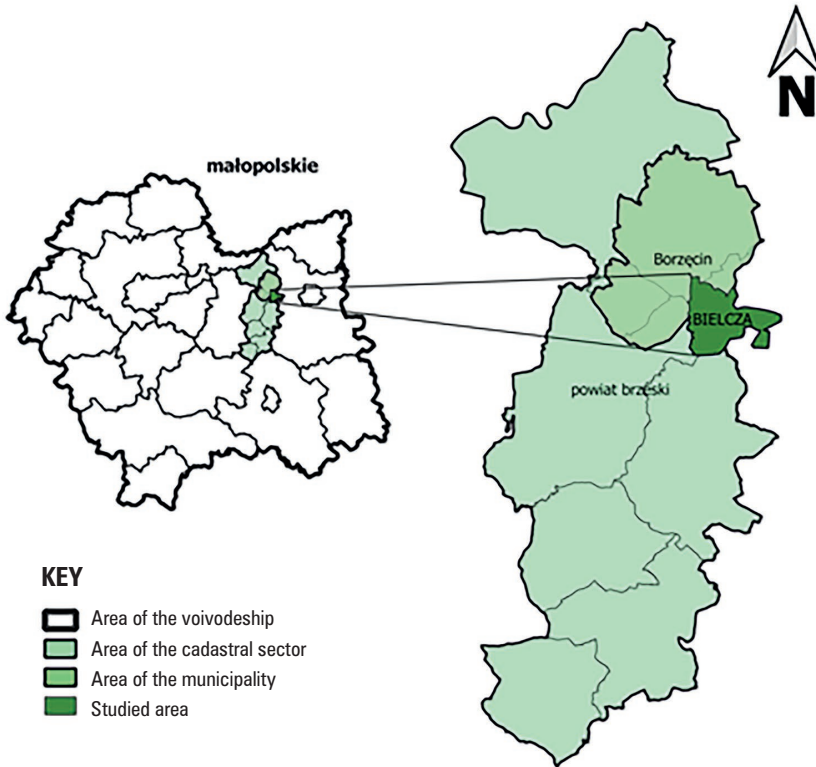 N
małopolskie
Borzęcin
BIELCZA
powiat brzeski
KEY
Area of the voivodeship
Area of the cadastral sector
Area of the municipality
Studied area